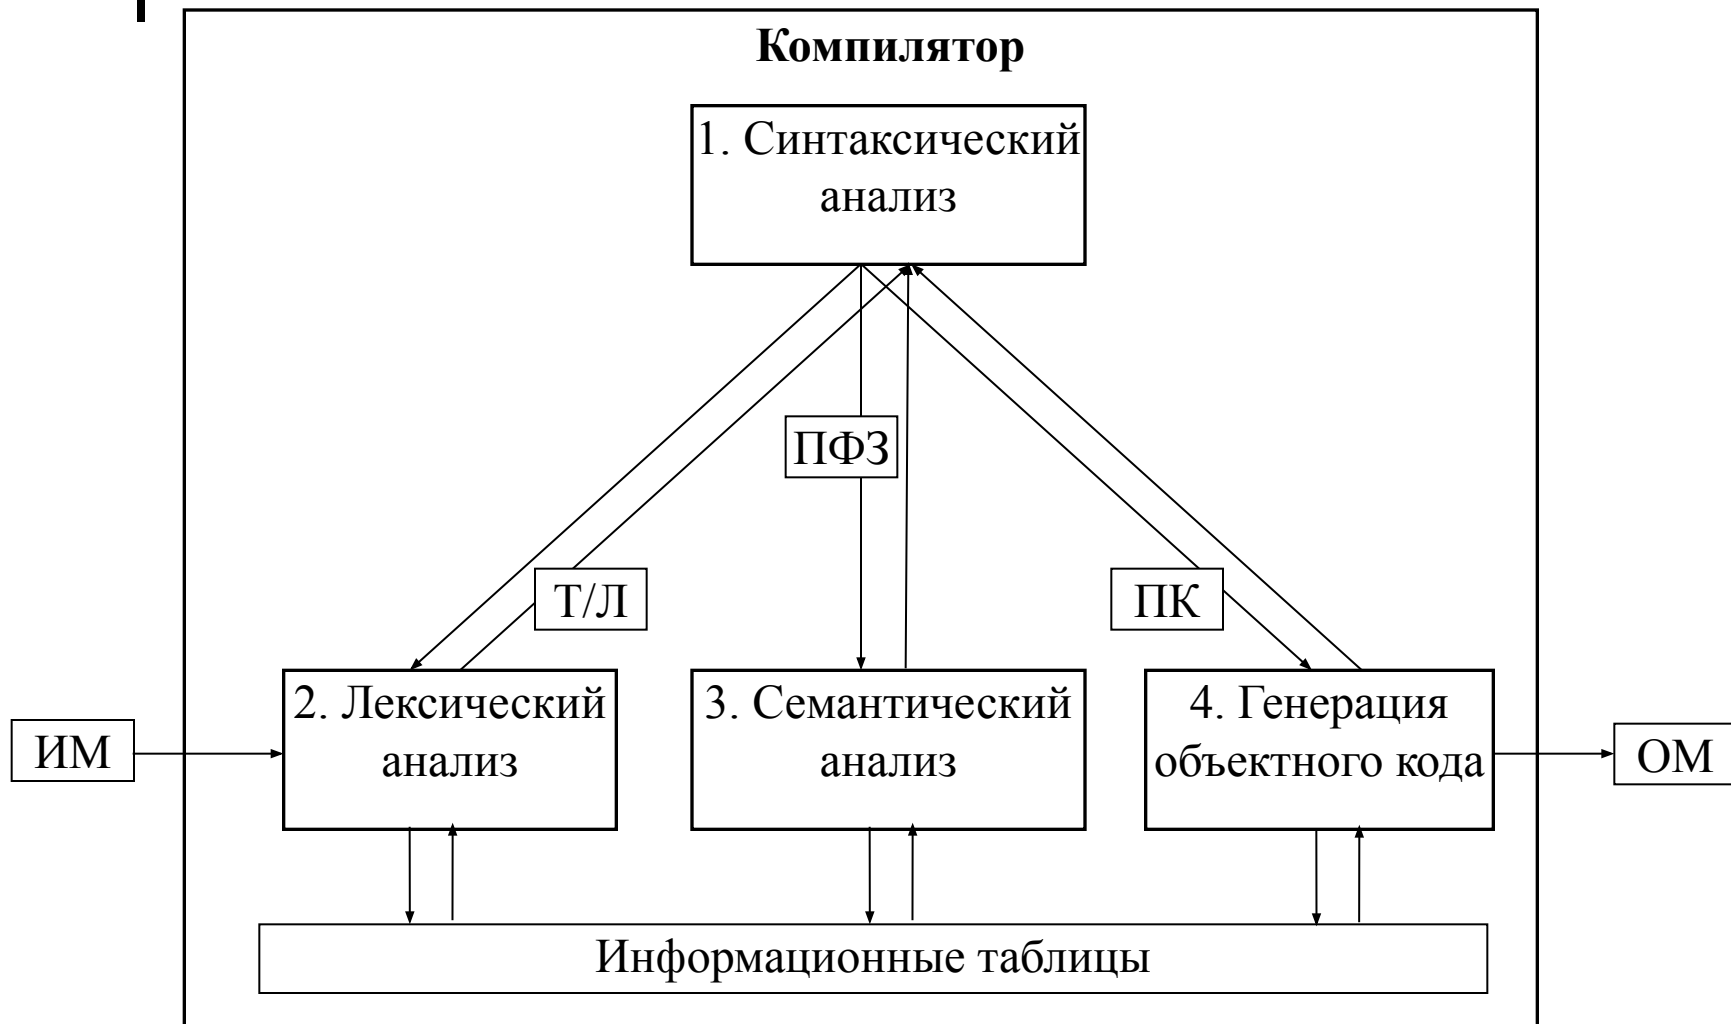 Компилятор
1. Синтаксический
анализ
ПФЗ
Т/Л
ПК
2. Лексический
анализ
3. Семантический
анализ
4. Генерация
объектного кода
ИМ
ОМ
Информационные таблицы